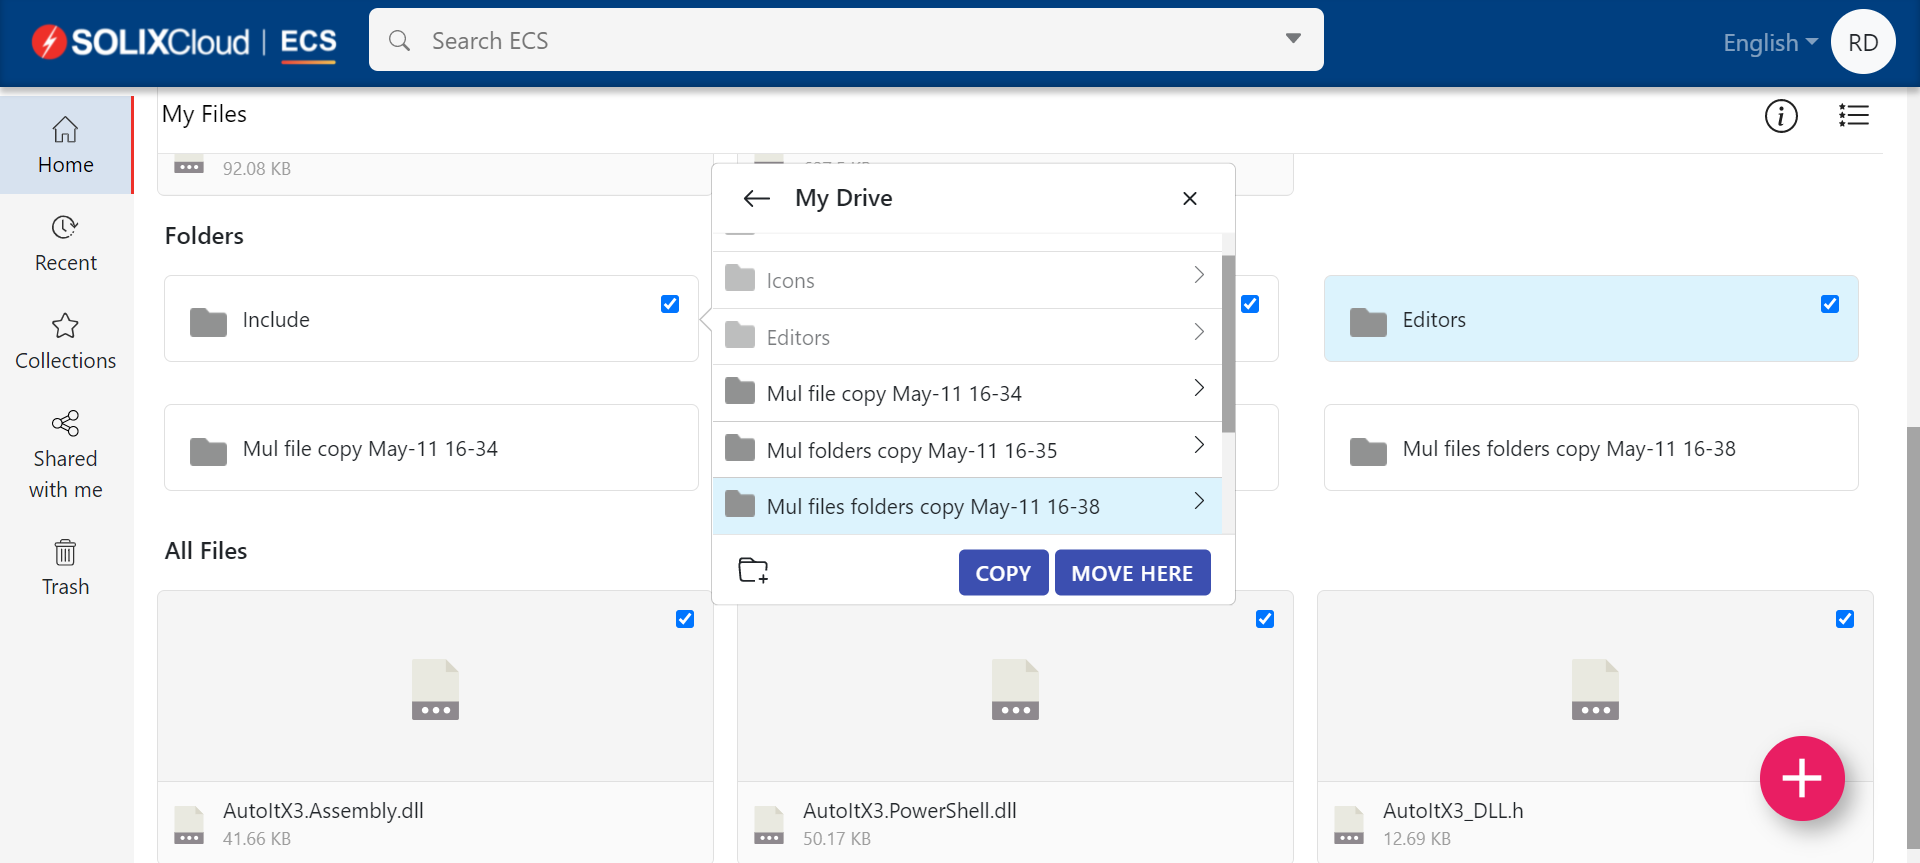 SOLIXCloud | ECS
Search ECS
English
RD
Home
Recent
Collections
Shared
with me
Trash
My Files
92.08 KB
Folders
Include
Editors
Mul file copy May-11 16-34
Mul files folders copy May-11 16-38
My Drive
Icons
Editors
Mul file copy May-11 16-34
Mul folders copy May-11 16-35
Mul files folders copy May-11 16-38
COPY
MOVE HERE
All Files
AutoItX3.Assembly.dll
41.66 KB
AutoItX3.PowerShell.dll
50.17 KB
AutoItX3_DLL.h
12.69 KB